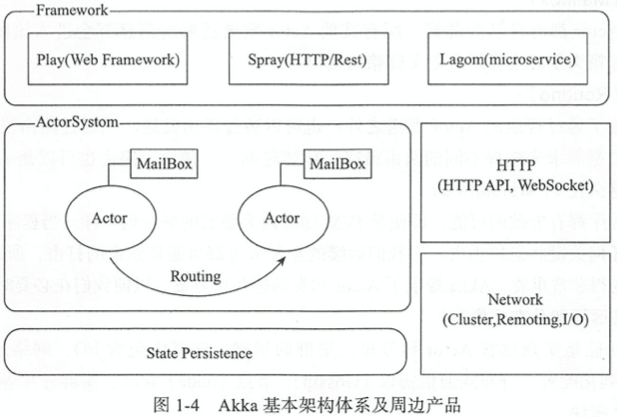 Framework
Play(Web Framework)
Spray(HTTP/Rest)
Lagom(microservice)
ActorSystom
MailBox
MailBox
Actor
Actor
Routing
HTTP
(HTTP API, WebSocket)
State Persistence
Network
(Cluster,Remoting,I/O)
图 1-4 Akka 基本架构体系及周边产品